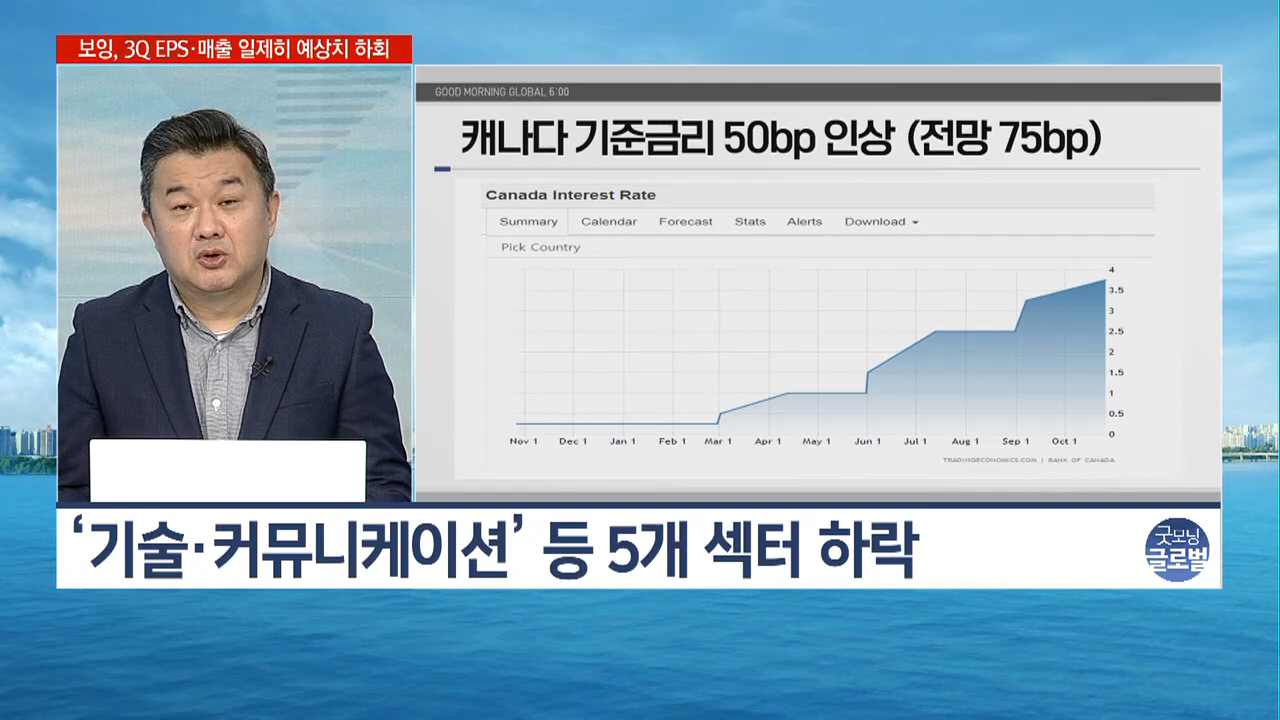 보잉, 3Q EPS·매출 일제히 예상치 하회
GOOD MORNING GLOBAL 6:00
캐나다 기준금리 50bp 인상 (전망 75bp)
Canada Interest Rate
Summary Calendar Forecast Stats Alerts Download
Pick Country
4
3.5
3
2.5
2
1.5
1
0.5
0
Nov 1 Dec 1 Jan 1 Feb 1 Mar 1 Apr 1 May 1 Jun 1 Jul 1 Aug 1 Sep 1 Oct 1
TRADINGECONOMICS.COM | BANK OF CANADA
‘기술·커뮤니케이션’ 등 5개 섹터 하락
굿모닝
글로벌